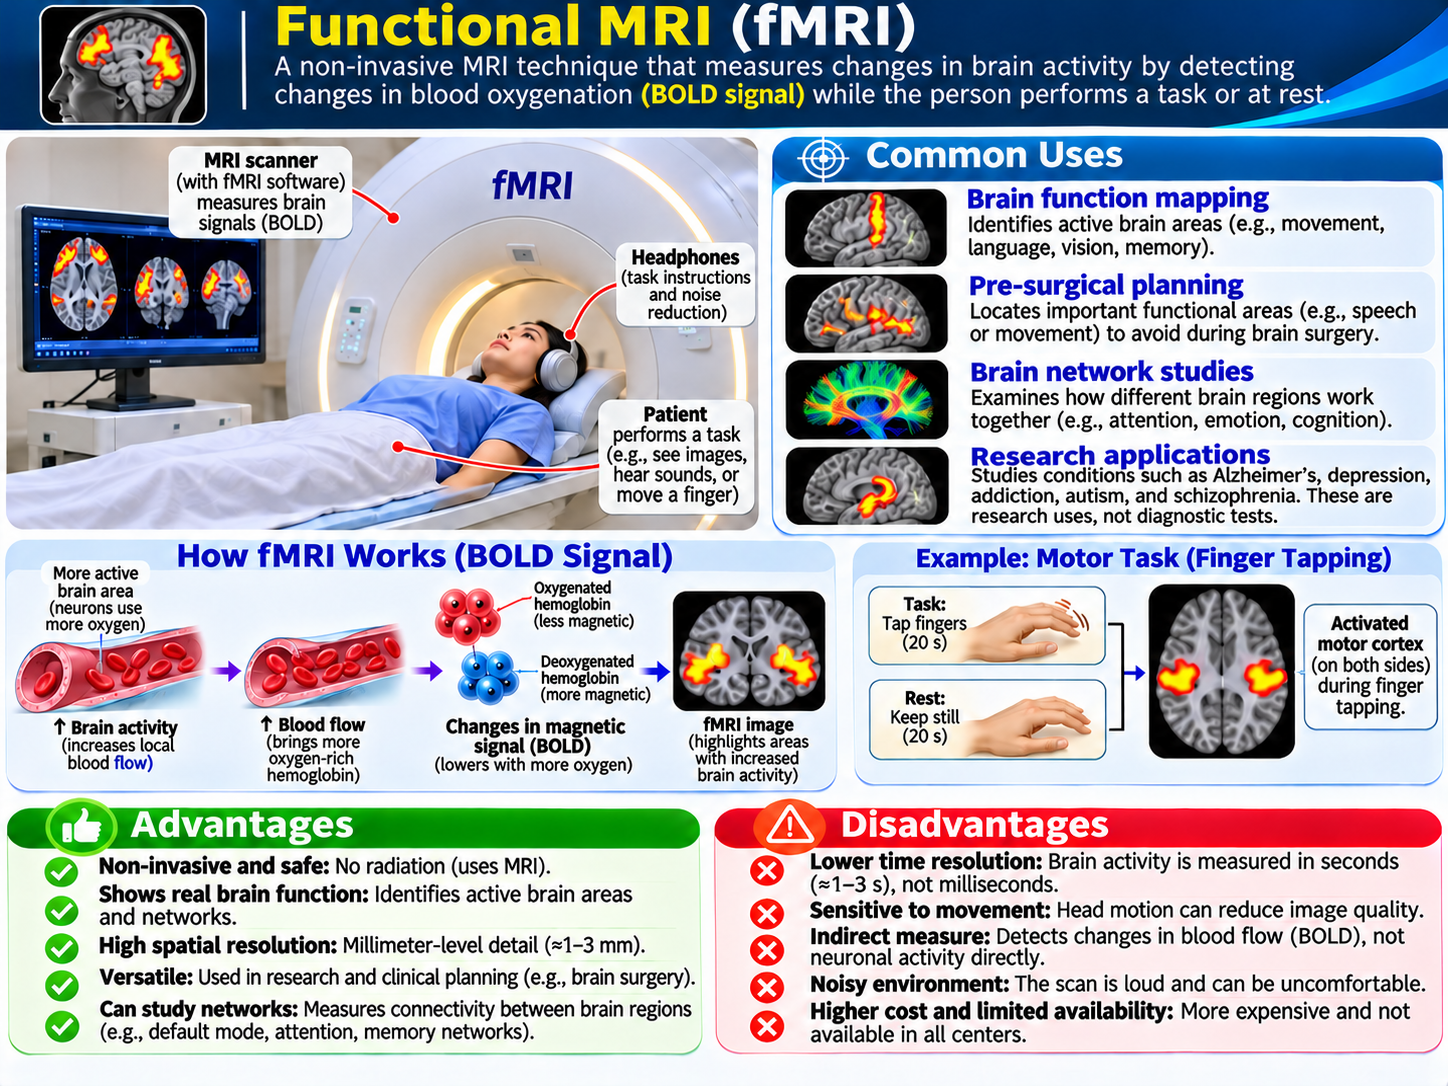 Functional MRI (fMRI)
A non-invasive MRI technique that measures changes in brain activity by detecting
changes in blood oxygenation (BOLD signal) while the person performs a task or at rest.
MRI scanner
(with fMRI software)
measures brain
signals (BOLD)
fMRI
Headphones
(task instructions
and noise
reduction)
Patient
performs a task
(e.g., see images,
hear sounds, or
move a finger)
Common Uses
Brain function mapping
Identifies active brain areas (e.g., movement,
language, vision, memory).
Pre-surgical planning
Locates important functional areas (e.g., speech
or movement) to avoid during brain surgery.
Brain network studies
Examines how different brain regions work
together (e.g., attention, emotion, cognition).
Research applications
Studies conditions such as Alzheimer's, depression,
addiction, autism, and schizophrenia. These are
research uses, not diagnostic tests.
How fMRI Works (BOLD Signal)
More active
brain area
(neurons use
more oxygen)
↑ Brain activity
(increases local
blood flow)
↑ Blood flow
(brings more
oxygen-rich
hemoglobin)
Oxygenated
hemoglobin
(less magnetic)
Deoxygenated
hemoglobin
(more magnetic)
Changes in magnetic
signal (BOLD)
(lowers with more oxygen)
fMRI image
(highlights areas
with increased
brain activity)
Example: Motor Task (Finger Tapping)
Task:
Tap fingers
(20 s)
Rest:
Keep still
(20 s)
Activated
motor cortex
(on both sides)
during finger
tapping.
Advantages
Non-invasive and safe: No radiation (uses MRI).
Shows real brain function: Identifies active brain areas
and networks.
High spatial resolution: Millimeter-level detail (≈1–3 mm).
Versatile: Used in research and clinical planning (e.g., brain surgery).
Can study networks: Measures connectivity between brain regions
(e.g., default mode, attention, memory networks).
Disadvantages
Lower time resolution: Brain activity is measured in seconds
(≈1–3 s), not milliseconds.
Sensitive to movement: Head motion can reduce image quality.
Indirect measure: Detects changes in blood flow (BOLD), not
neuronal activity directly.
Noisy environment: The scan is loud and can be uncomfortable.
Higher cost and limited availability: More expensive and not
available in all centers.